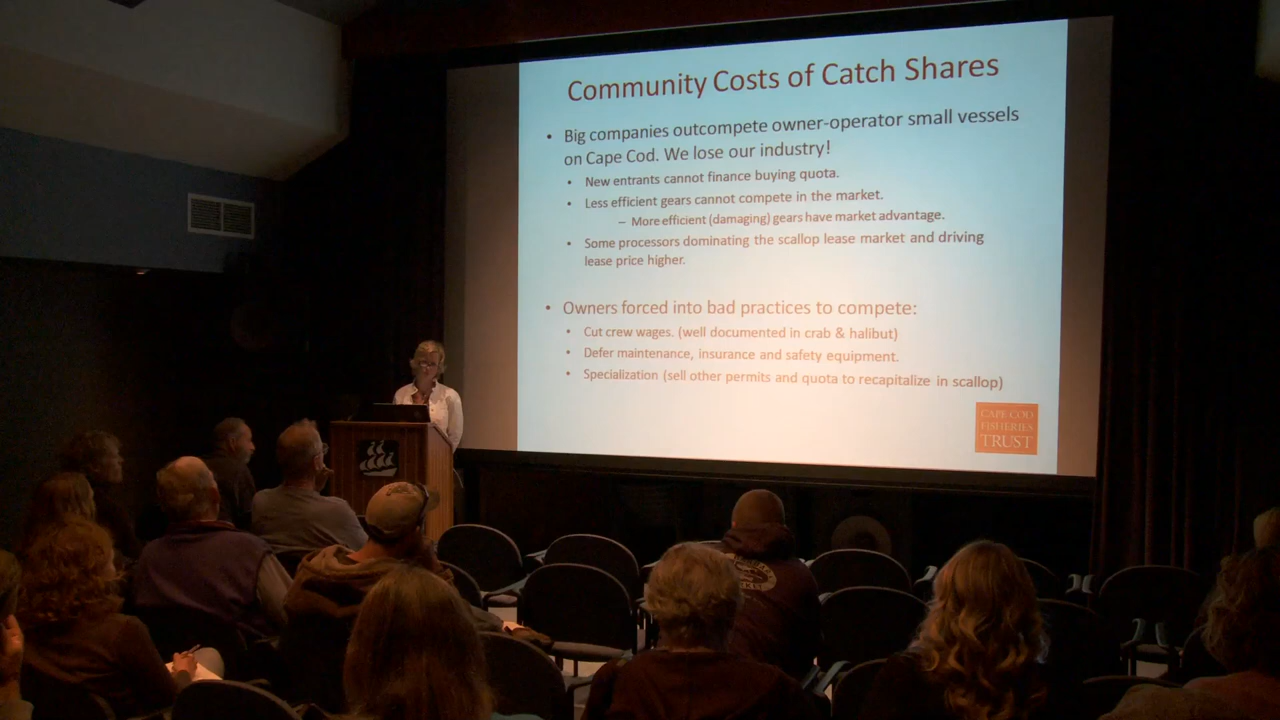 Community Costs of Catch Shares
• Big companies outcompete owner-operator small vessels
on Cape Cod. We lose our industry!
• New entrants cannot finance buying quota.
• Less efficient gears cannot compete in the market.
– More efficient (damaging) gears have market advantage.
• Some processors dominating the scallop lease market and driving
lease price higher.
• Owners forced into bad practices to compete:
• Cut crew wages. (well documented in crab & halibut)
• Defer maintenance, insurance and safety equipment.
• Specialization (sell other permits and quota to recapitalize in scallop)
CAPE COD
FISHERIES
TRUST